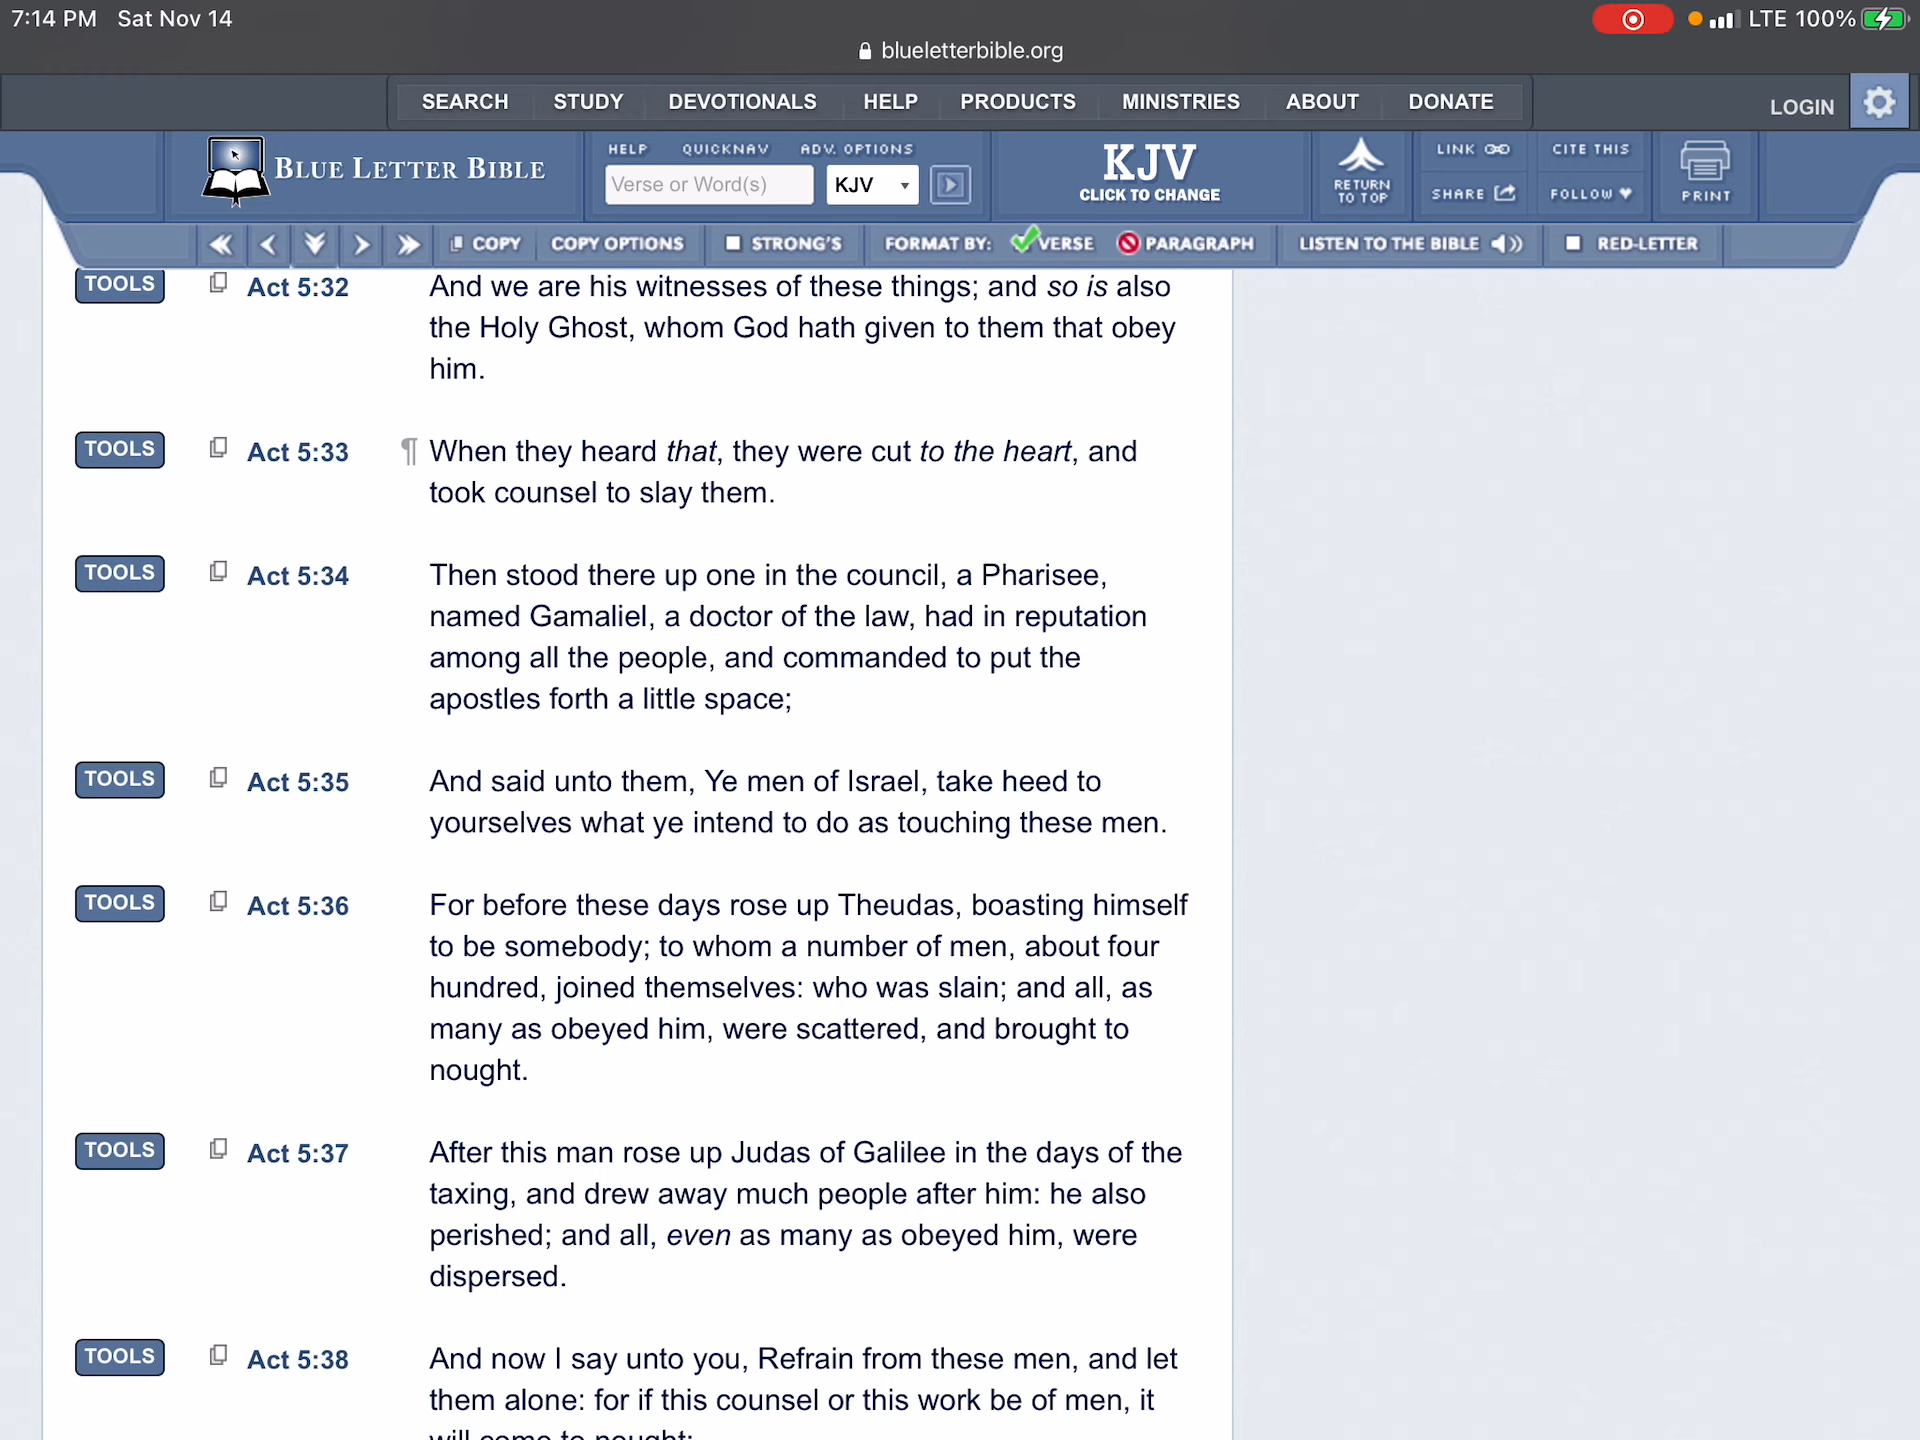 7:14 PM Sat Nov 14
LTE 100%
blueletterbible.org
SEARCH STUDY DEVOTIONALS HELP PRODUCTS MINISTRIES ABOUT DONATE
LOGIN
BLUE LETTER BIBLE
HELP QUICKNAV ADV. OPTIONS
Verse or Word(s)
KJV
KJV
CLICK TO CHANGE
RETURN
TO TOP
LINK
SHARE
CITE THIS
FOLLOW
PRINT
COPY COPY OPTIONS STRONG'S FORMAT BY: VERSE PARAGRAPH LISTEN TO THE BIBLE RED-LETTER
TOOLS Act 5:32 And we are his witnesses of these things; and so is also
the Holy Ghost, whom God hath given to them that obey
him.
TOOLS Act 5:33 ¶ When they heard that, they were cut to the heart, and
took counsel to slay them.
TOOLS Act 5:34 Then stood there up one in the council, a Pharisee,
named Gamaliel, a doctor of the law, had in reputation
among all the people, and commanded to put the
apostles forth a little space;
TOOLS Act 5:35 And said unto them, Ye men of Israel, take heed to
yourselves what ye intend to do as touching these men.
TOOLS Act 5:36 For before these days rose up Theudas, boasting himself
to be somebody; to whom a number of men, about four
hundred, joined themselves: who was slain; and all, as
many as obeyed him, were scattered, and brought to
nought.
TOOLS Act 5:37 After this man rose up Judas of Galilee in the days of the
taxing, and drew away much people after him: he also
perished; and all, even as many as obeyed him, were
dispersed.
TOOLS Act 5:38 And now I say unto you, Refrain from these men, and let
them alone: for if this counsel or this work be of men, it
will come to nought: